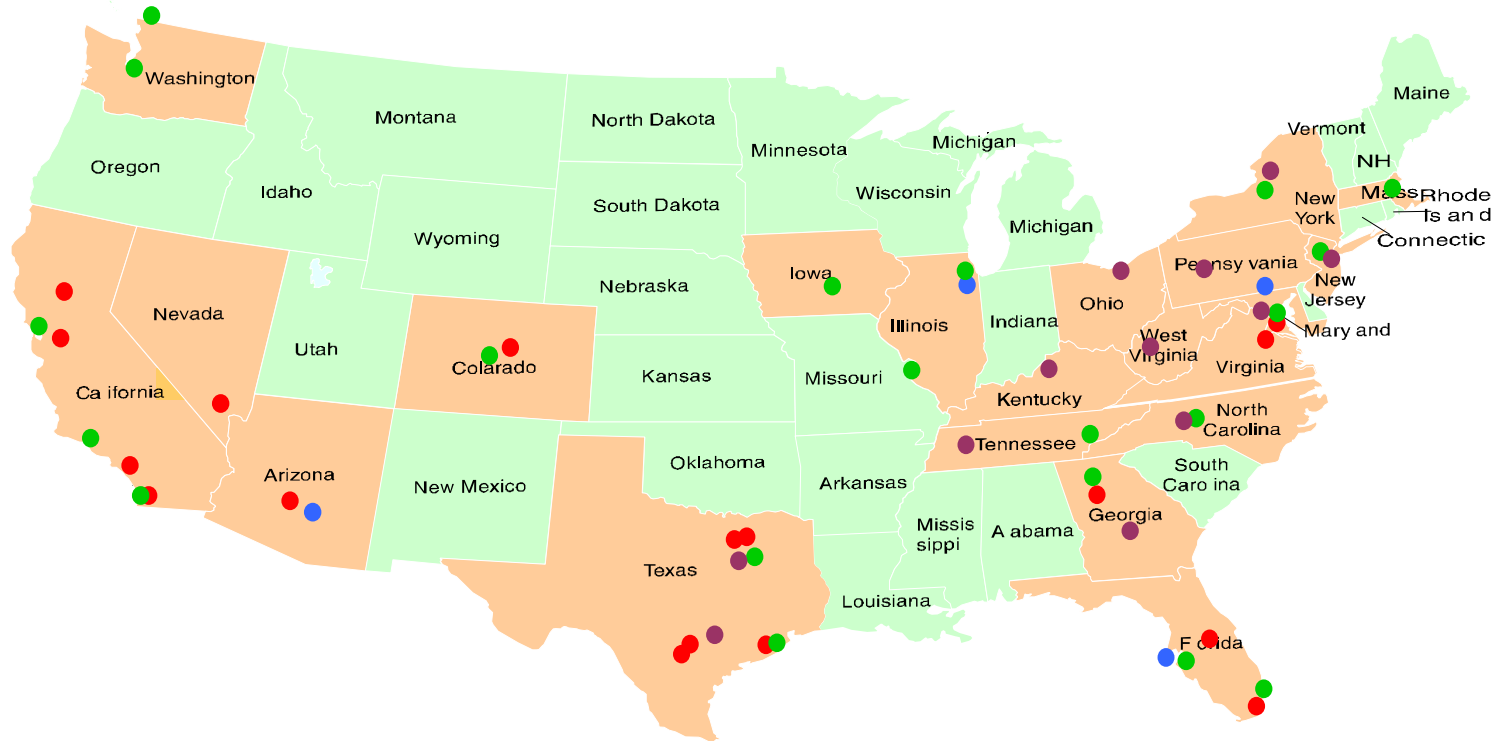 Maine
Washington
Montana
North Dakota
Vermont
Michigan
Minnesota
NH
Oregon
Idaho
Wisconsin
Mass
Rhode
Is an d
South Dakota
New
York
Michigan
Wyoming
Connectic
Pennsy vania
Iowa
Nebraska
New
Jersey
Nevada
Ohio
Illinois
Indiana
Mary and
Utah
West
Virginia
Colarado
Virginia
Kansas
Missouri
Ca ifornia
Kentucky
North
Carolina
Tennessee
Oklahoma
South
Caro ina
Arizona
New Mexico
Arkansas
Georgia
Missis
sippi
A abama
Texas
Louisiana
F orida